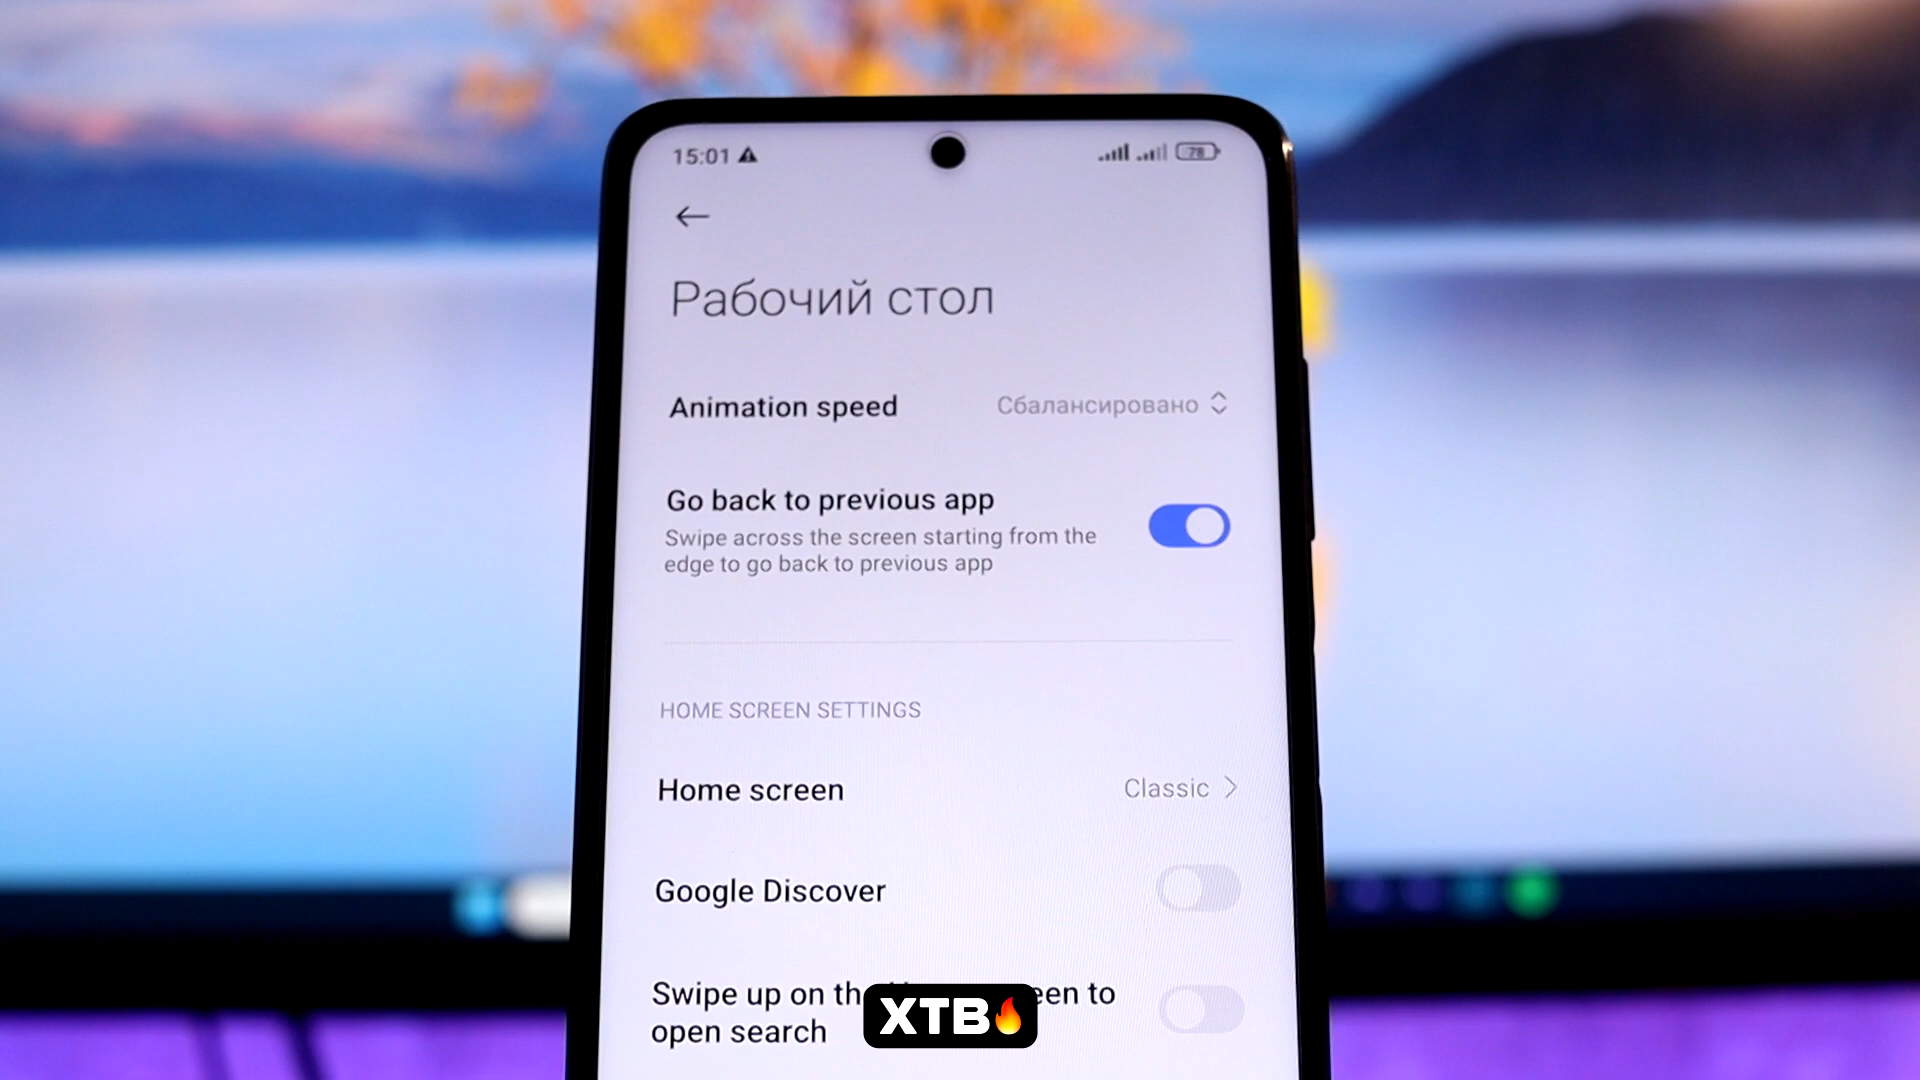 15:01
78
Рабочий стол
Animation speed
Сбалансировано
Go back to previous app
Swipe across the screen starting from the
edge to go back to previous app
HOME SCREEN SETTINGS
Home screen
Classic
Google Discover
Swipe up on the een to
open search
XTB🔥